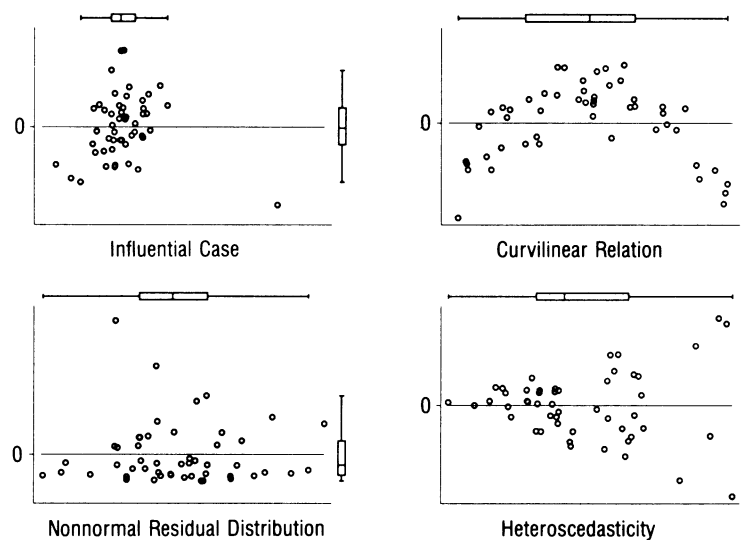 0
0
Influential Case
Curvilinear Relation
0
0
Nonnormal Residual Distribution
Heteroscedasticity